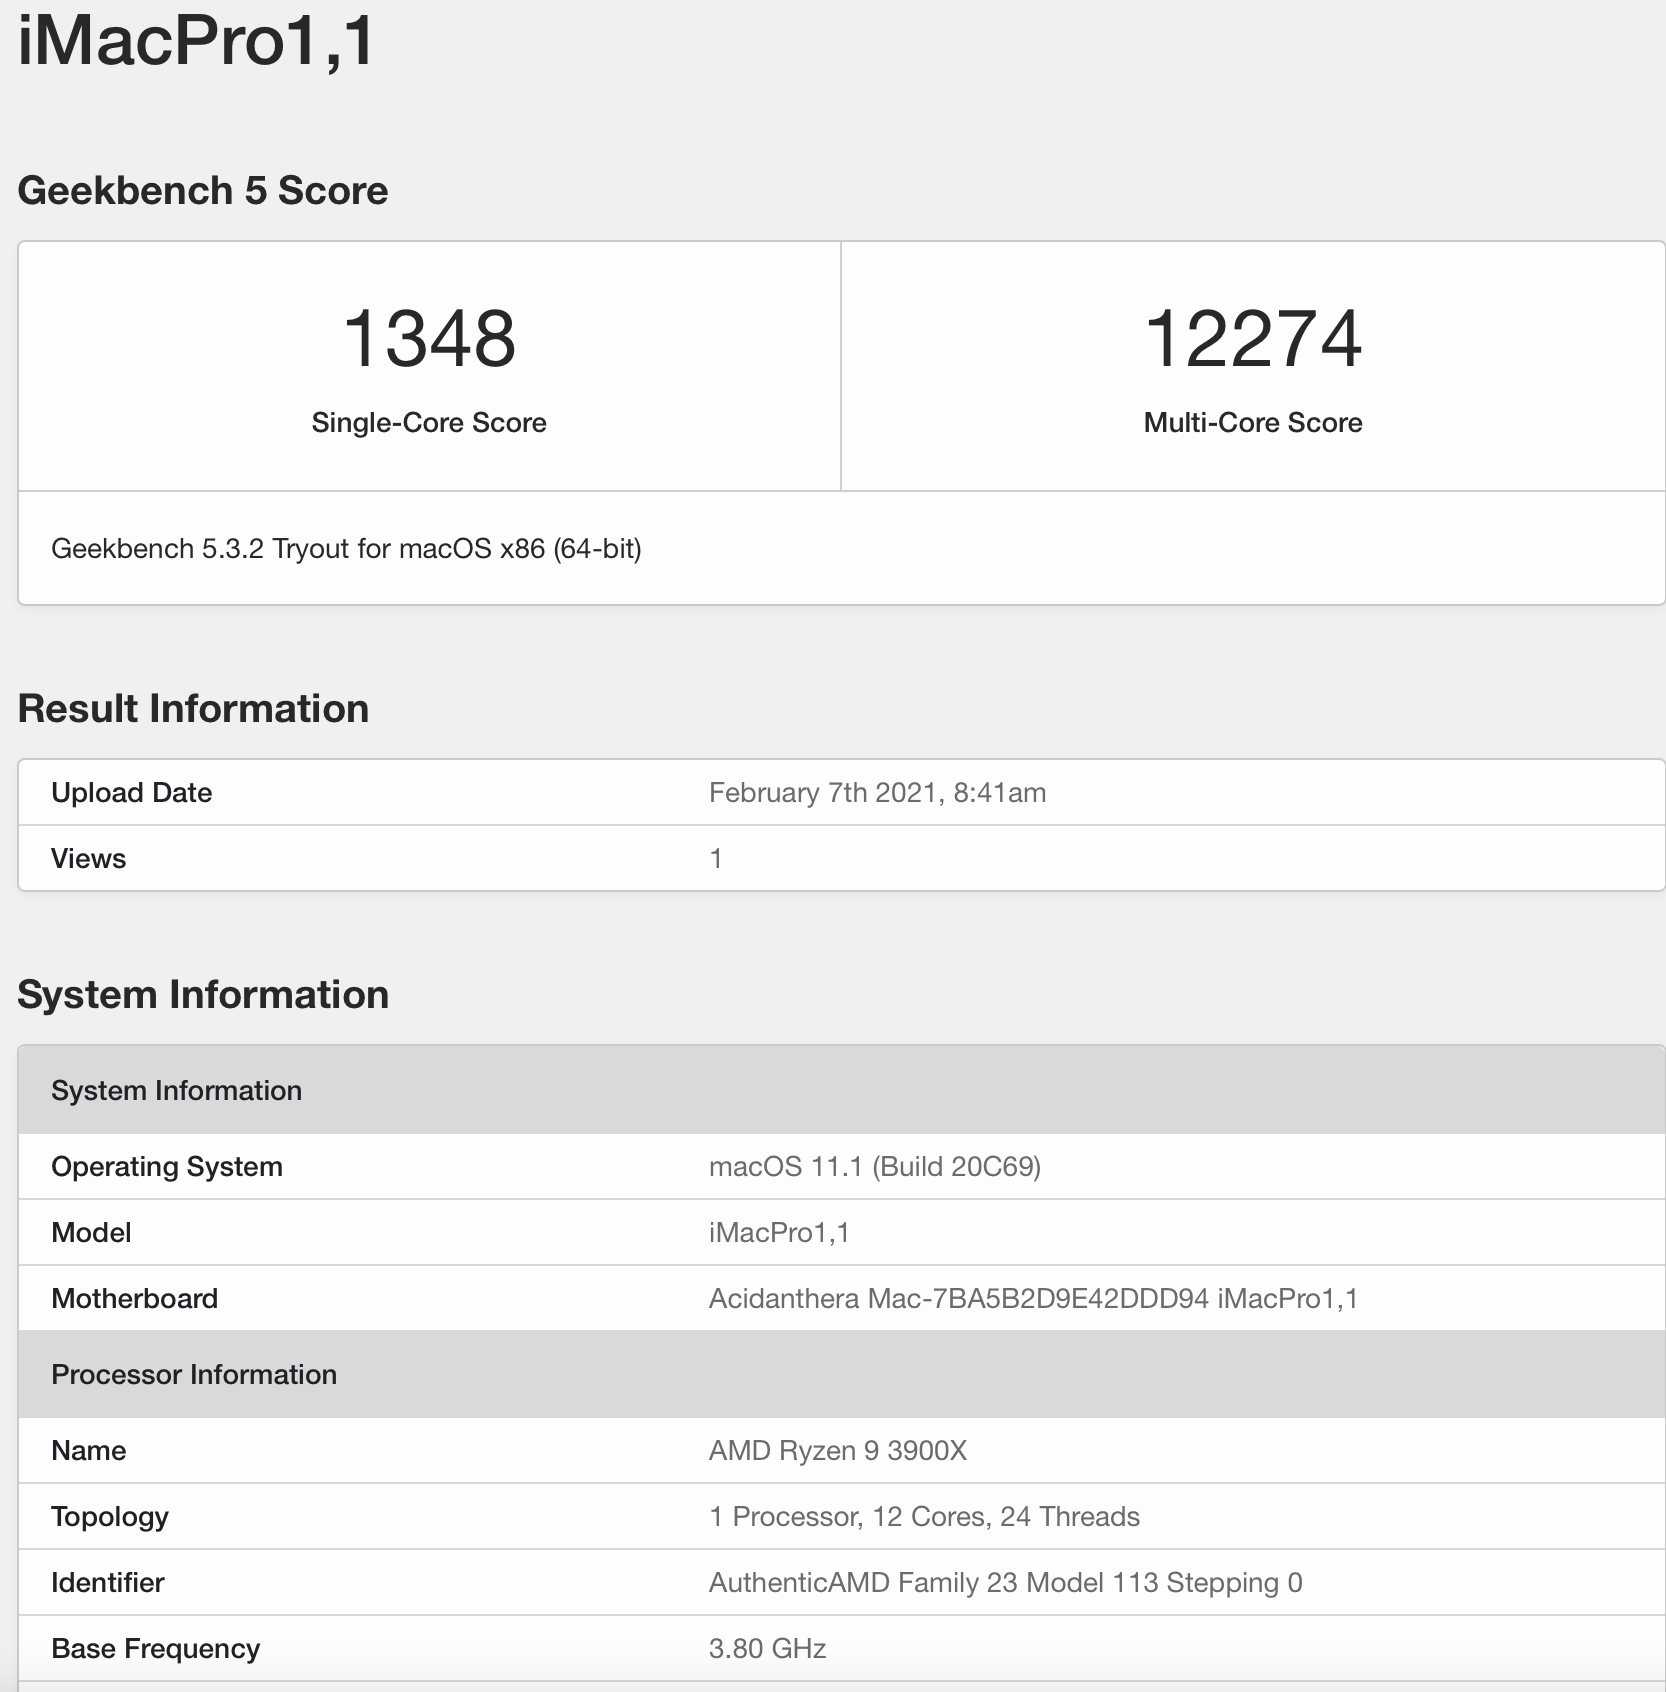 iMacPro1,1
Geekbench 5 Score
1348
Single-Core Score
12274
Multi-Core Score
Geekbench 5.3.2 Tryout for macOS x86 (64-bit)
Result Information
Upload Date February 7th 2021, 8:41am
Views 1
System Information
System Information
Operating System macOS 11.1 (Build 20C69)
Model iMacPro1,1
Motherboard Acidanthera Mac-7BA5B2D9E42DDD94 iMacPro1,1
Processor Information
Name AMD Ryzen 9 3900X
Topology 1 Processor, 12 Cores, 24 Threads
Identifier AuthenticAMD Family 23 Model 113 Stepping 0
Base Frequency 3.80 GHz